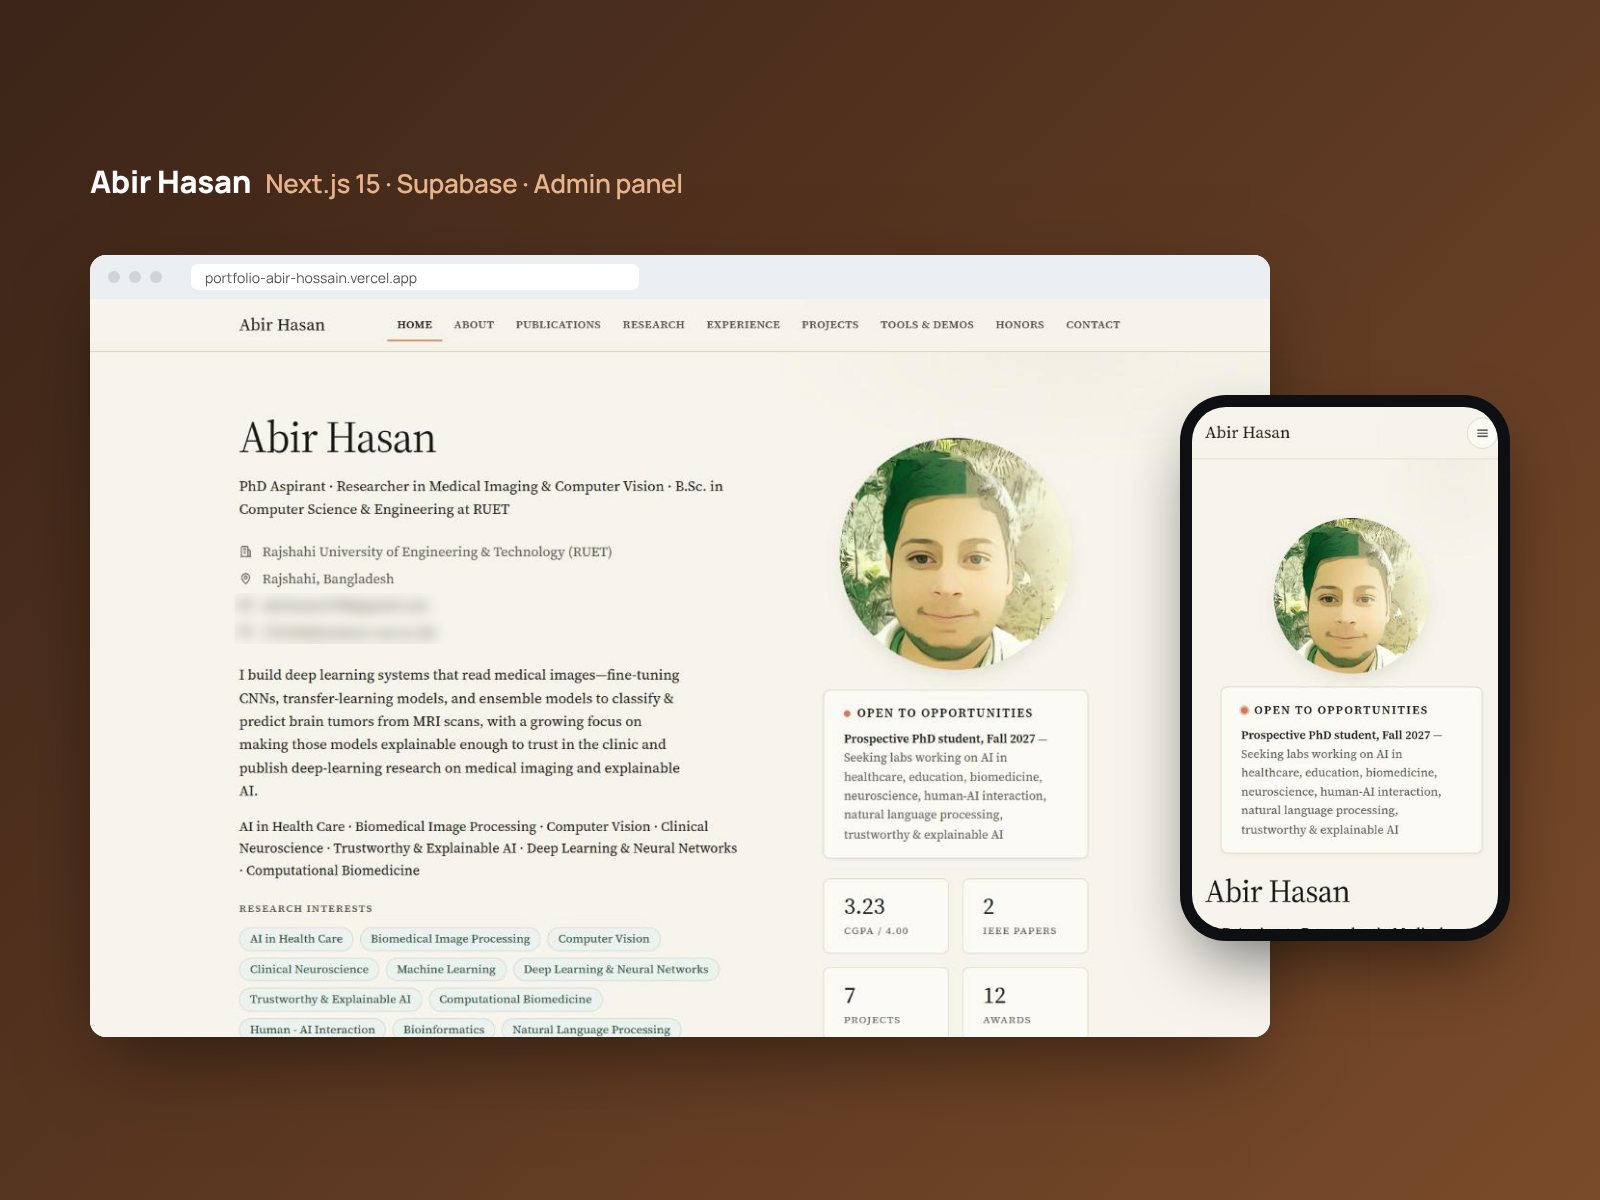 Abir Hasan Next.js 15 · Supabase · Admin panel
portfolio-abir-hossain.vercel.app
Abir Hasan HOME ABOUT PUBLICATIONS RESEARCH EXPERIENCE PROJECTS TOOLS & DEMOS HONORS CONTACT
Abir Hasan
PhD Aspirant · Researcher in Medical Imaging & Computer Vision · B.Sc. in
Computer Science & Engineering at RUET
Rajshahi University of Engineering & Technology (RUET)
Rajshahi, Bangladesh
I build deep learning systems that read medical images—fine-tuning
CNNs, transfer-learning models, and ensemble models to classify &
predict brain tumors from MRI scans, with a growing focus on
making those models explainable enough to trust in the clinic and
publish deep-learning research on medical imaging and explainable
AI.
AI in Health Care · Biomedical Image Processing · Computer Vision · Clinical
Neuroscience · Trustworthy & Explainable AI · Deep Learning & Neural Networks
· Computational Biomedicine
RESEARCH INTERESTS
AI in Health Care Biomedical Image Processing Computer Vision
Clinical Neuroscience Machine Learning Deep Learning & Neural Networks
Trustworthy & Explainable AI Computational Biomedicine
Human - AI Interaction Bioinformatics Natural Language Processing
OPEN TO OPPORTUNITIES
Prospective PhD student, Fall 2027 —
Seeking labs working on AI in
healthcare, education, biomedicine,
neuroscience, human-AI interaction,
natural language processing,
trustworthy & explainable AI
3.23
CGPA / 4.00
2
IEEE PAPERS
7
PROJECTS
12
AWARDS
Abir Hasan
OPEN TO OPPORTUNITIES
Prospective PhD student, Fall 2027 —
Seeking labs working on AI in
healthcare, education, biomedicine,
neuroscience, human-AI interaction,
natural language processing,
trustworthy & explainable AI
Abir Hasan